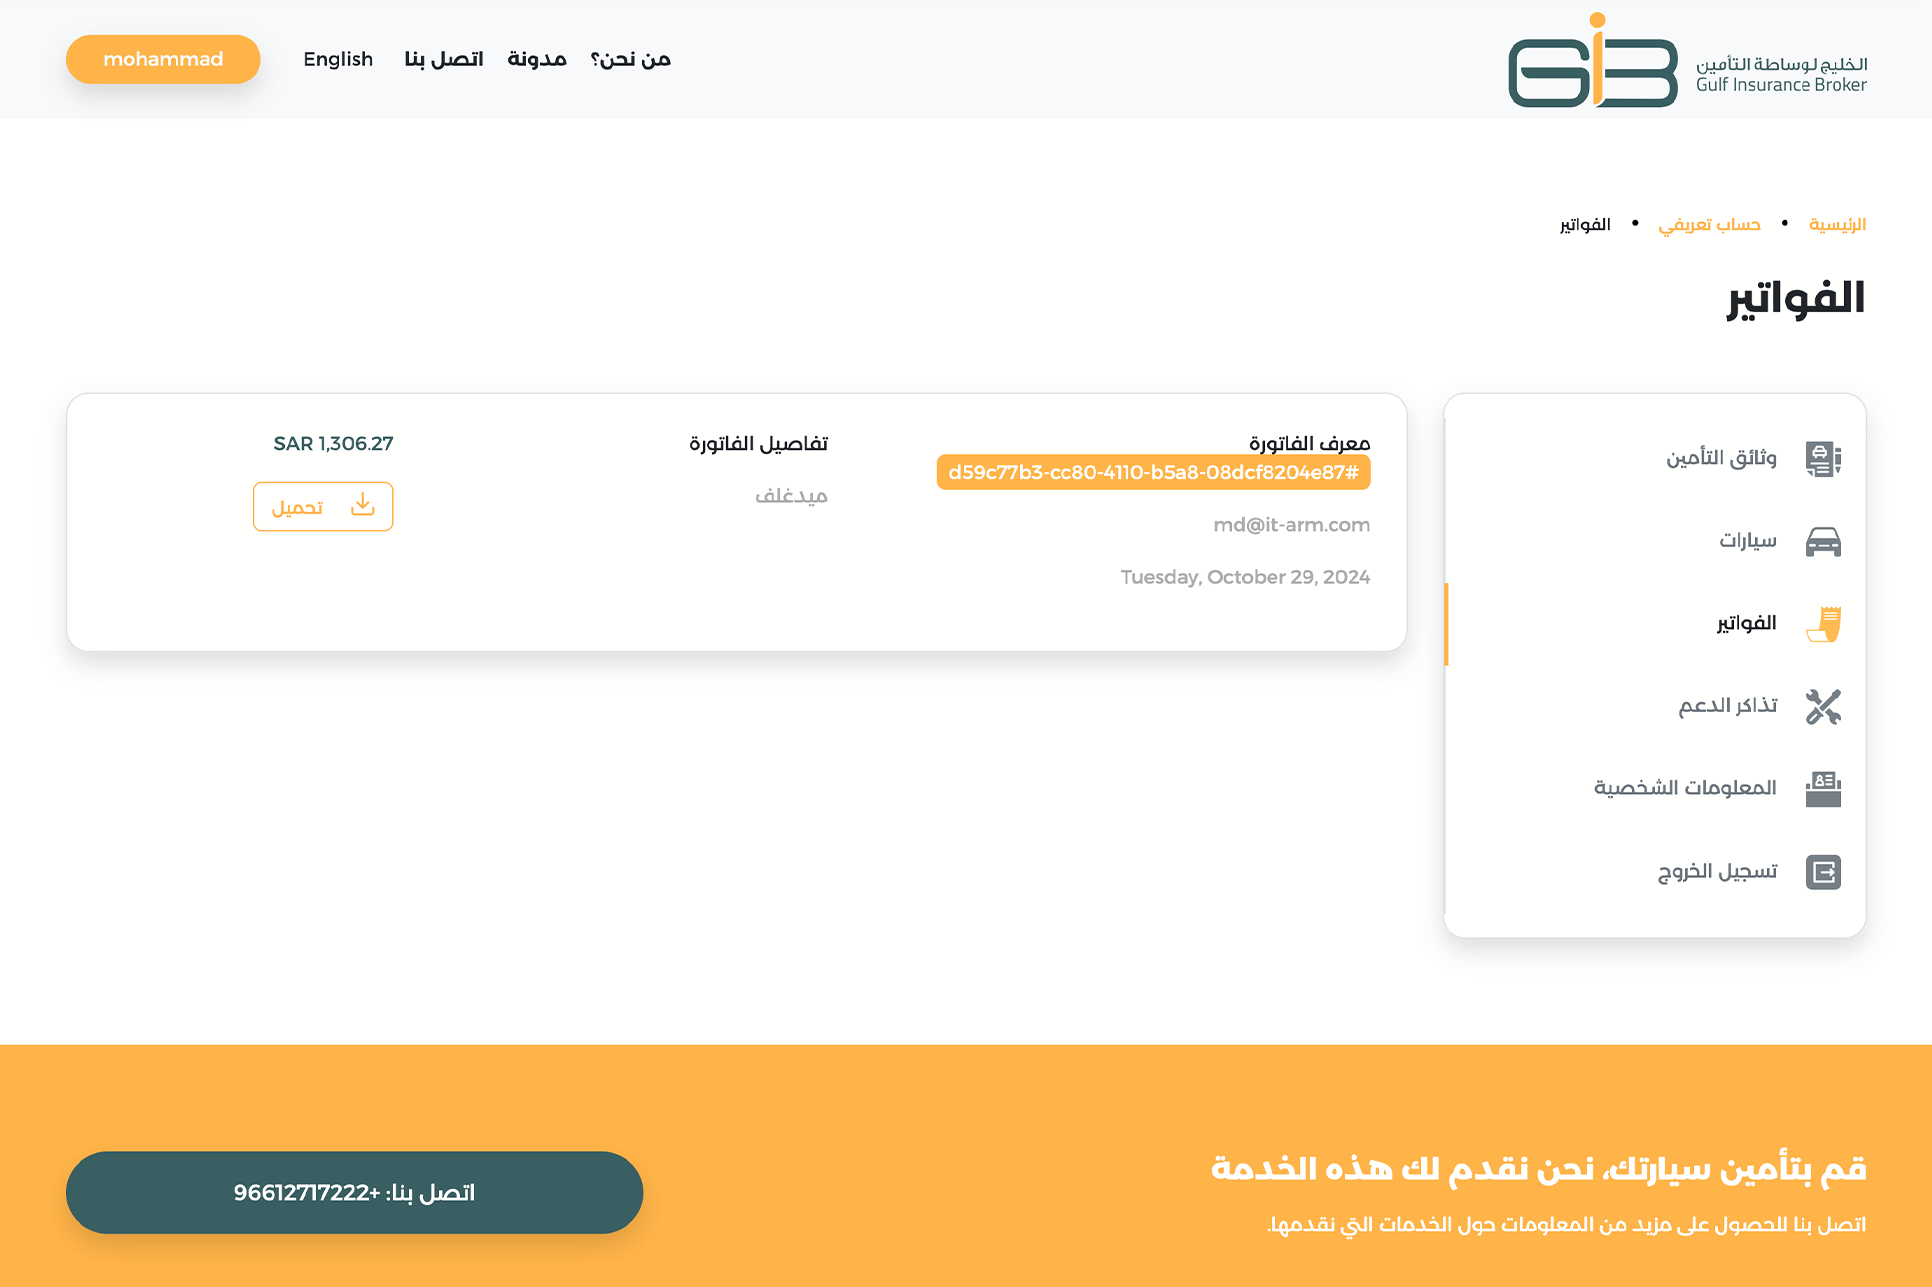 GiB
الخليج لوساطة التأمين
Gulf Insurance Broker
من نحن؟ مدونة اتصل بنا English mohammad
الرئيسية • حساب تعريفي • الفواتير
الفواتير
وثائق التأمين
سيارات
الفواتير
تذاكر الدعم
المعلومات الشخصية
تسجيل الخروج
معرف الفاتورة
d59c77b3-cc80-4110-b5a8-08dcf8204e87#
md@it-arm.com
Tuesday, October 29, 2024
تفاصيل الفاتورة
ميدغلف
SAR 1,306.27
تحميل
قم بتأمين سيارتك، نحن نقدم لك هذه الخدمة
اتصل بنا للحصول على مزيد من المعلومات حول الخدمات التي نقدمها.
اتصل بنا: +96612717222